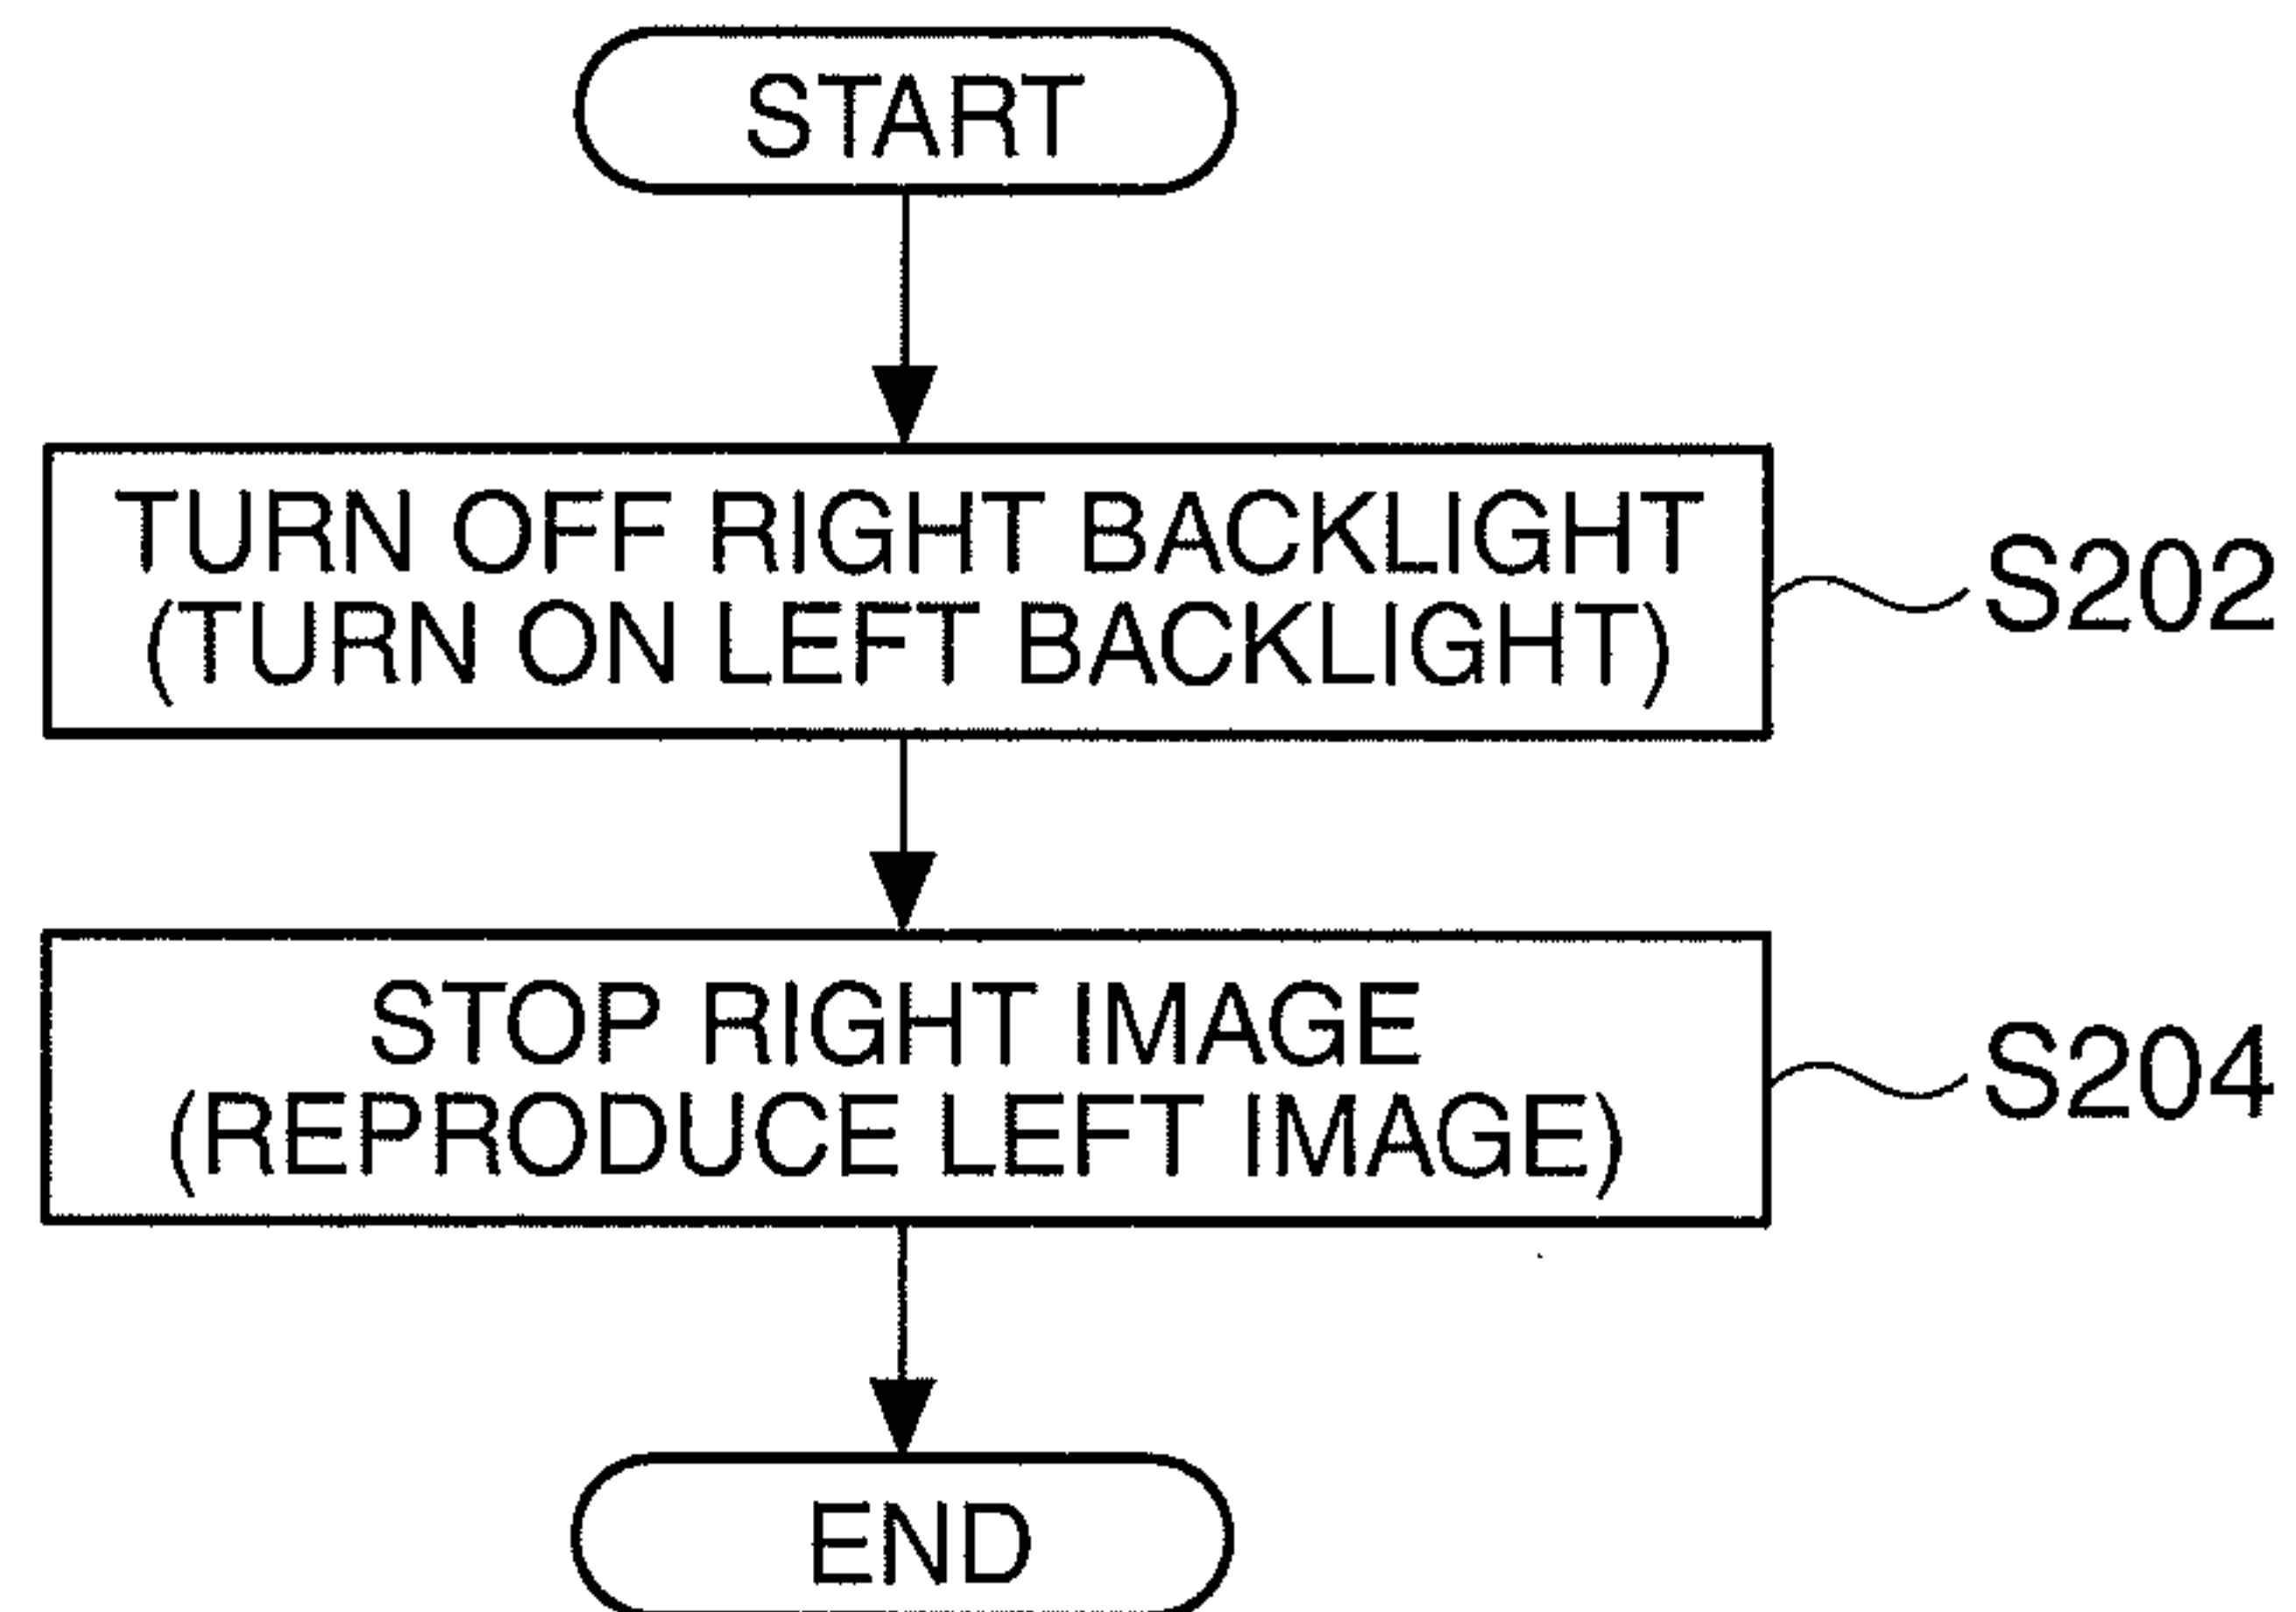 START
TURN OFF RIGHT BACKLIGHT
(TURN ON LEFT BACKLIGHT)
S202
STOP RIGHT IMAGE
(REPRODUCE LEFT IMAGE)
S204
END